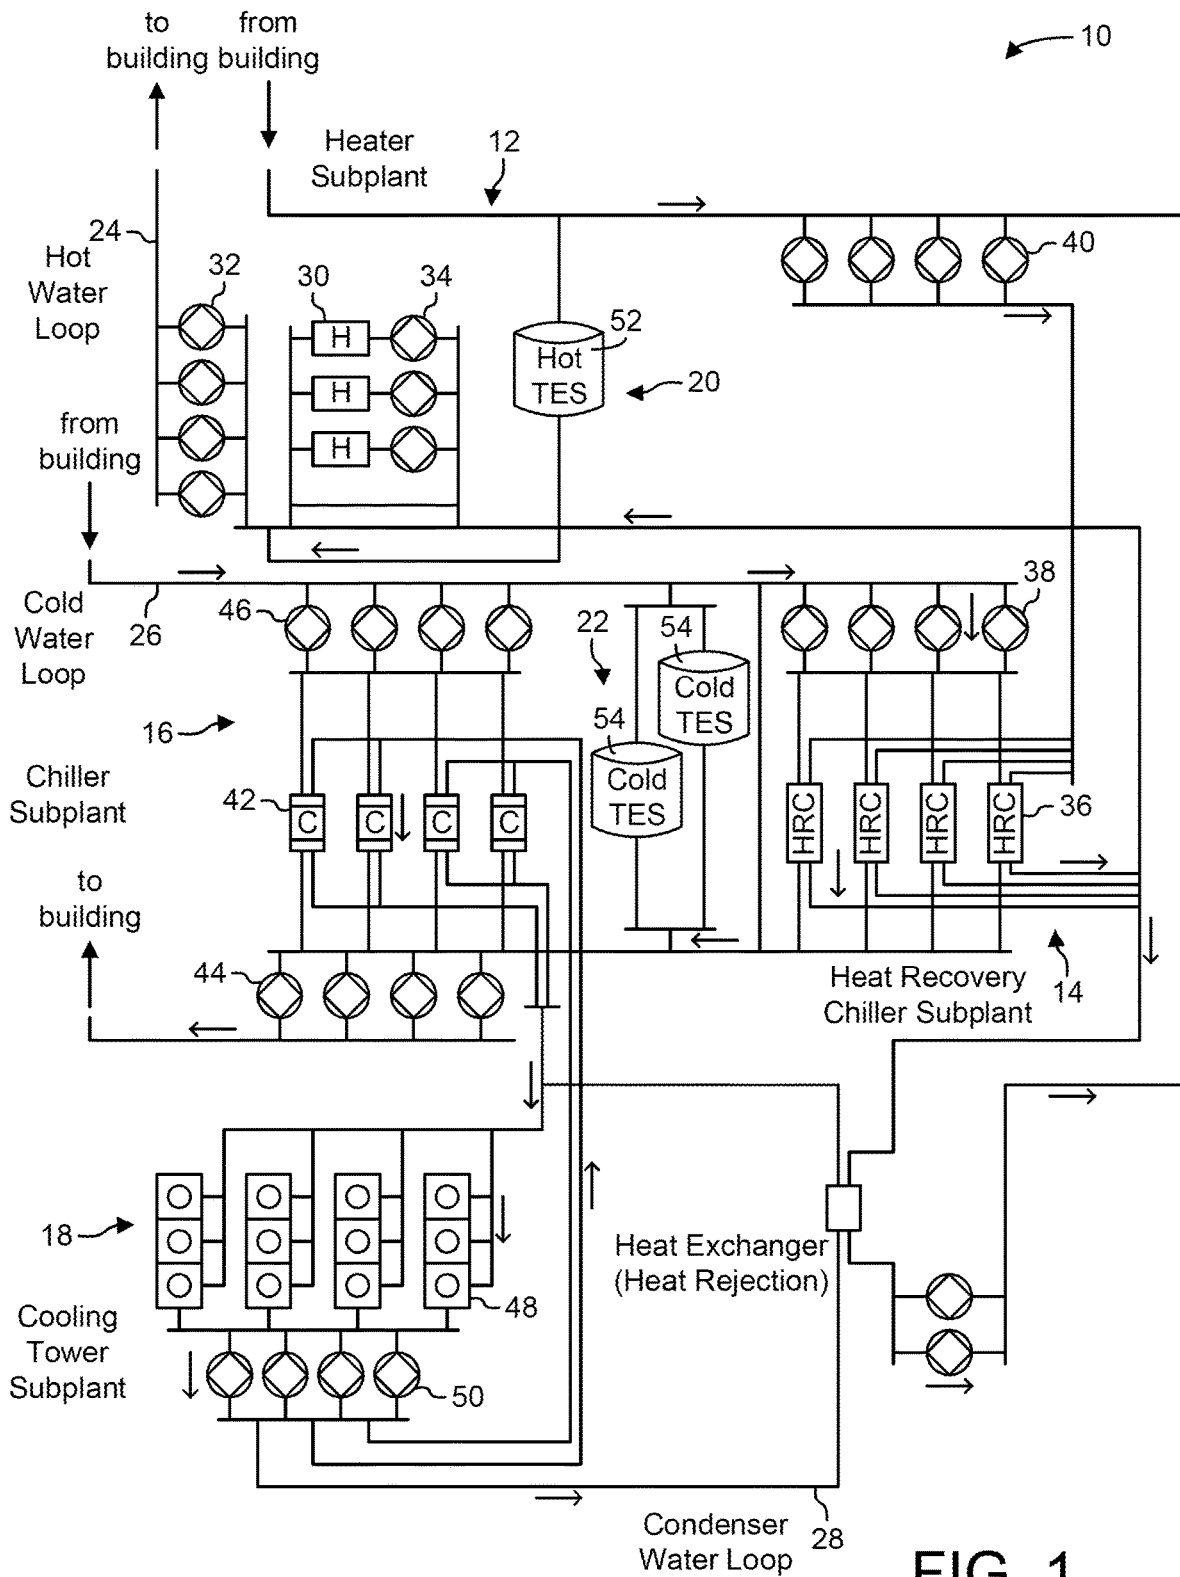 to
building
from
building
10
Heater
Subplant
12
24
Hot
Water
Loop
32
30
34
40
H
H
H
Hot
TES
52
20
from
building
Cold
Water
Loop
26
46
22
54
Cold
TES
54
Cold
TES
38
16
Chiller
Subplant
42
C
C
C
C
HRC
HRC
HRC
HRC
36
to
building
44
Heat Recovery
Chiller Subplant
14
18
48
Cooling
Tower
Subplant
50
Heat Exchanger
(Heat Rejection)
Condenser
Water Loop
28
FIG. 1